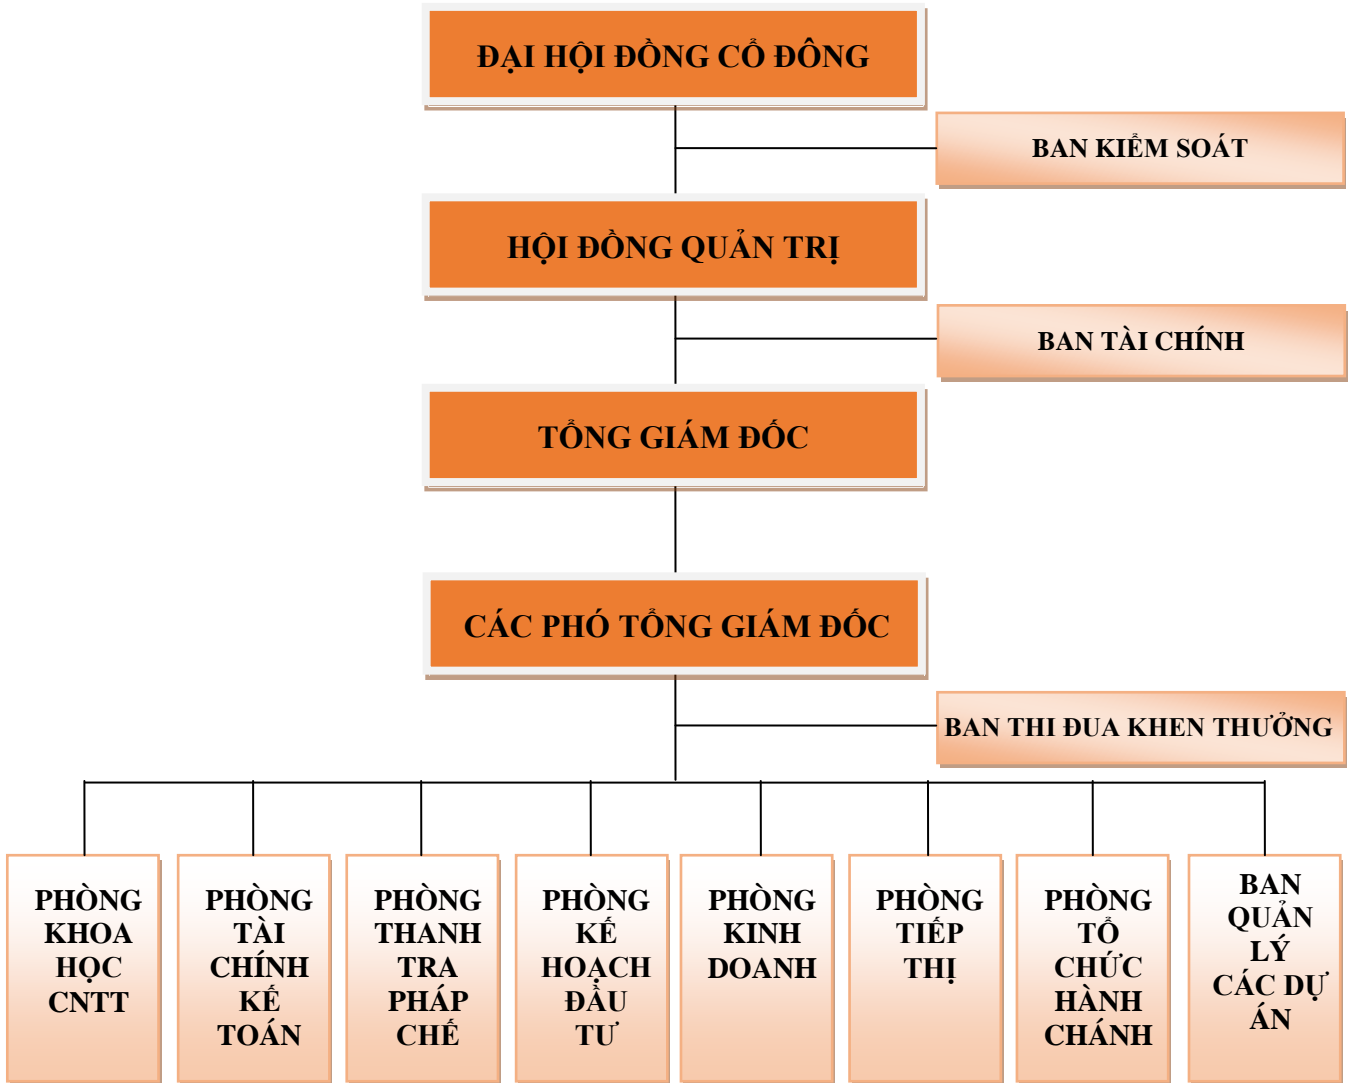 ĐẠI HỘI ĐỒNG CỔ ĐÔNG
BAN KIỂM SOÁT
HỘI ĐỒNG QUẢN TRỊ
BAN TÀI CHÍNH
TỔNG GIÁM ĐỐC
CÁC PHÓ TỔNG GIÁM ĐỐC
BAN THI ĐUA KHEN THƯỞNG
PHÒNG
KHOA
HỌC
CNTT
PHÒNG
TÀI
CHÍNH
KẾ
TOÁN
PHÒNG
THANH
TRA
PHÁP
CHẾ
PHÒNG
KẾ
HOẠCH
ĐẦU
TƯ
PHÒNG
KINH
DOANH
PHÒNG
TIẾP
THỊ
PHÒNG
TỔ
CHỨC
HÀNH
CHÁNH
BAN
QUẢN
LÝ
CÁC DỰ
ÁN